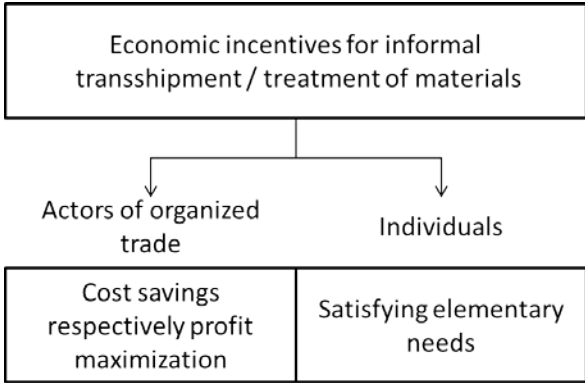 Economic incentives for informal
transshipment / treatment of materials
Actors of organized
trade
Individuals
Cost savings
respectively profit
maximization
Satisfying elementary
needs